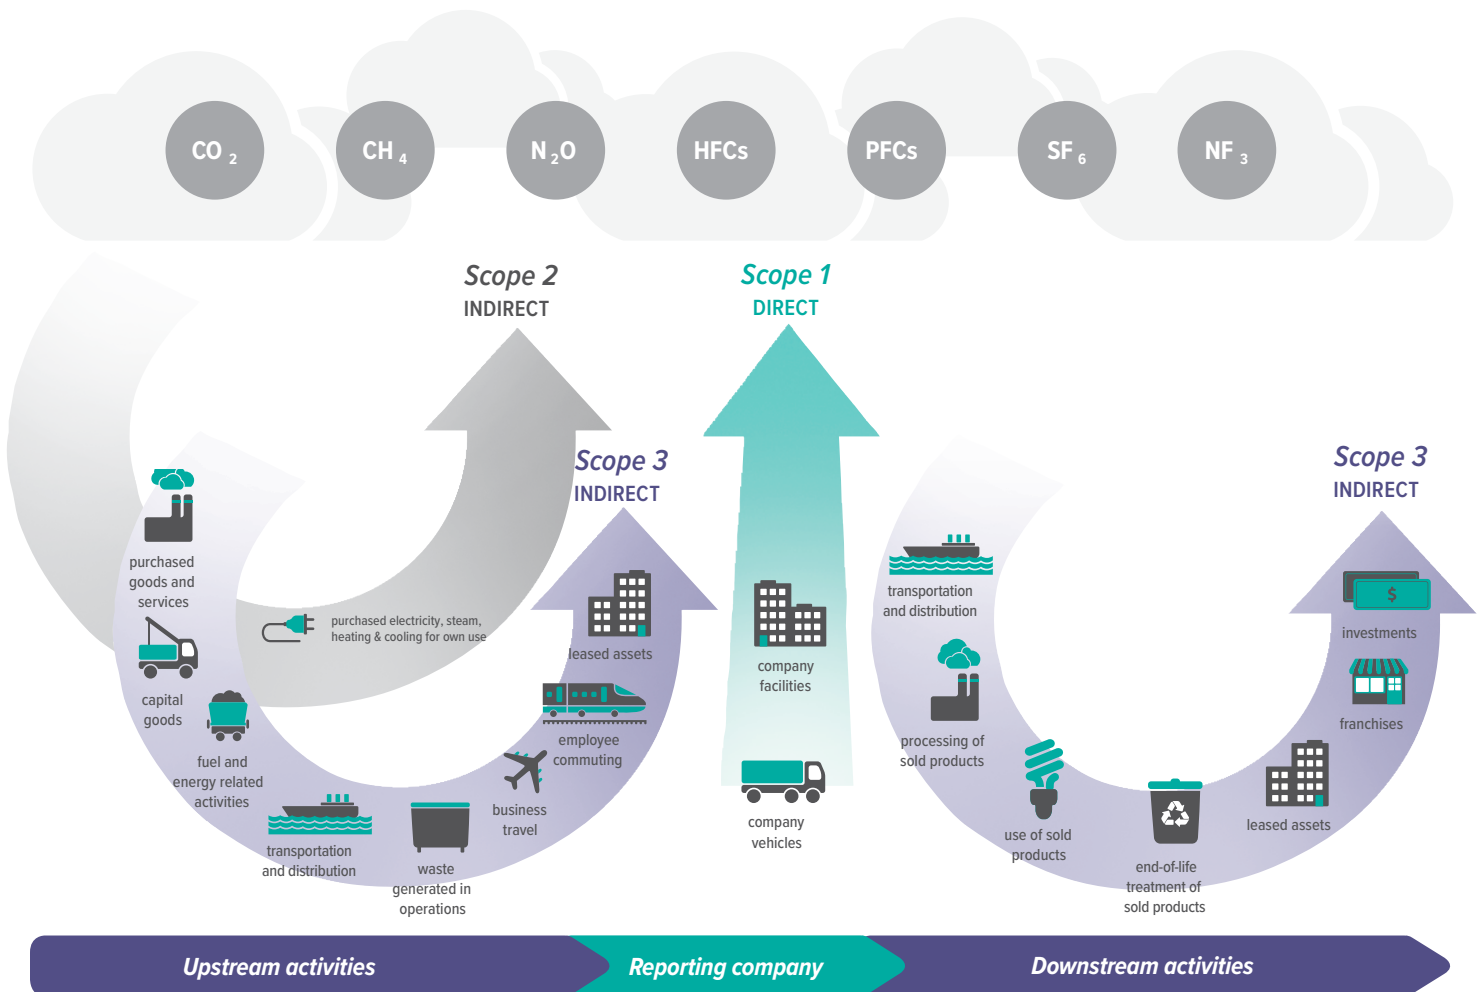 CO 2
CH 4
N 2 O
HFCs
PFCs
SF 6
NF 3
Scope 2
INDIRECT
Scope 1
DIRECT
Scope 3
INDIRECT
Scope 3
INDIRECT
purchased
goods and
services
capital
goods
fuel and
energy related
activities
transportation
and distribution
waste
generated in
operations
business
travel
employee
commuting
leased assets
purchased electricity, steam,
heating & cooling for own use
company
facilities
company
vehicles
transportation
and distribution
processing of
sold products
use of sold
products
end-of-life
treatment of
sold products
leased assets
franchises
$
investments
Upstream activities
Reporting company
Downstream activities